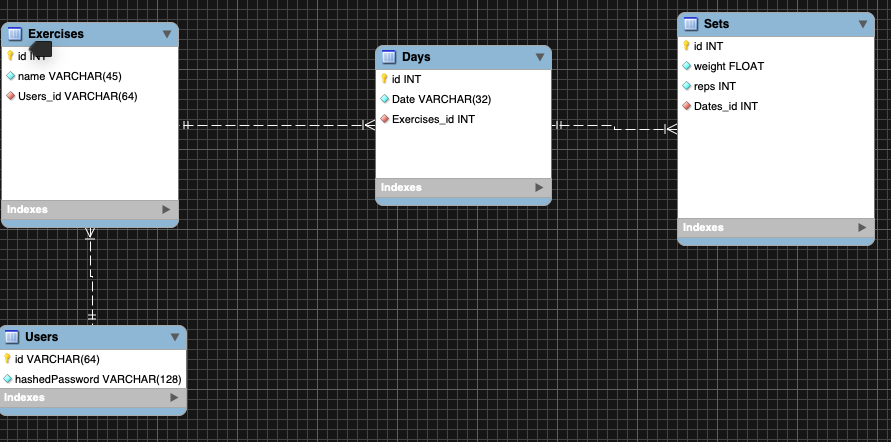 Exercises
id INT
name VARCHAR(45)
Users_id VARCHAR(64)
Indexes
Days
id INT
Date VARCHAR(32)
Exercises_id INT
Indexes
Sets
id INT
weight FLOAT
reps INT
Dates_id INT
Indexes
Users
id VARCHAR(64)
hashedPassword VARCHAR(128)
Indexes